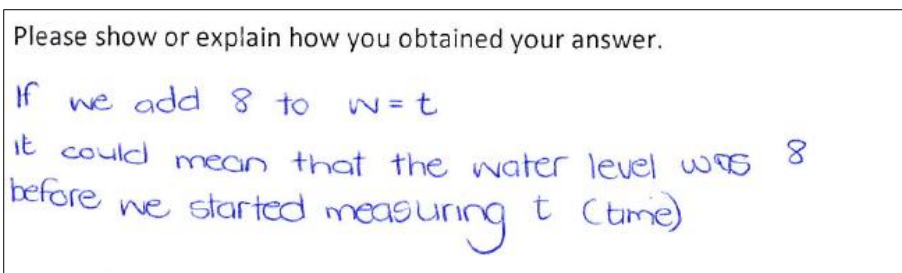 Please show or explain how you obtained your answer.
If we add 8 to w = t
it could mean that the water level was 8
before we started measuring t (time)